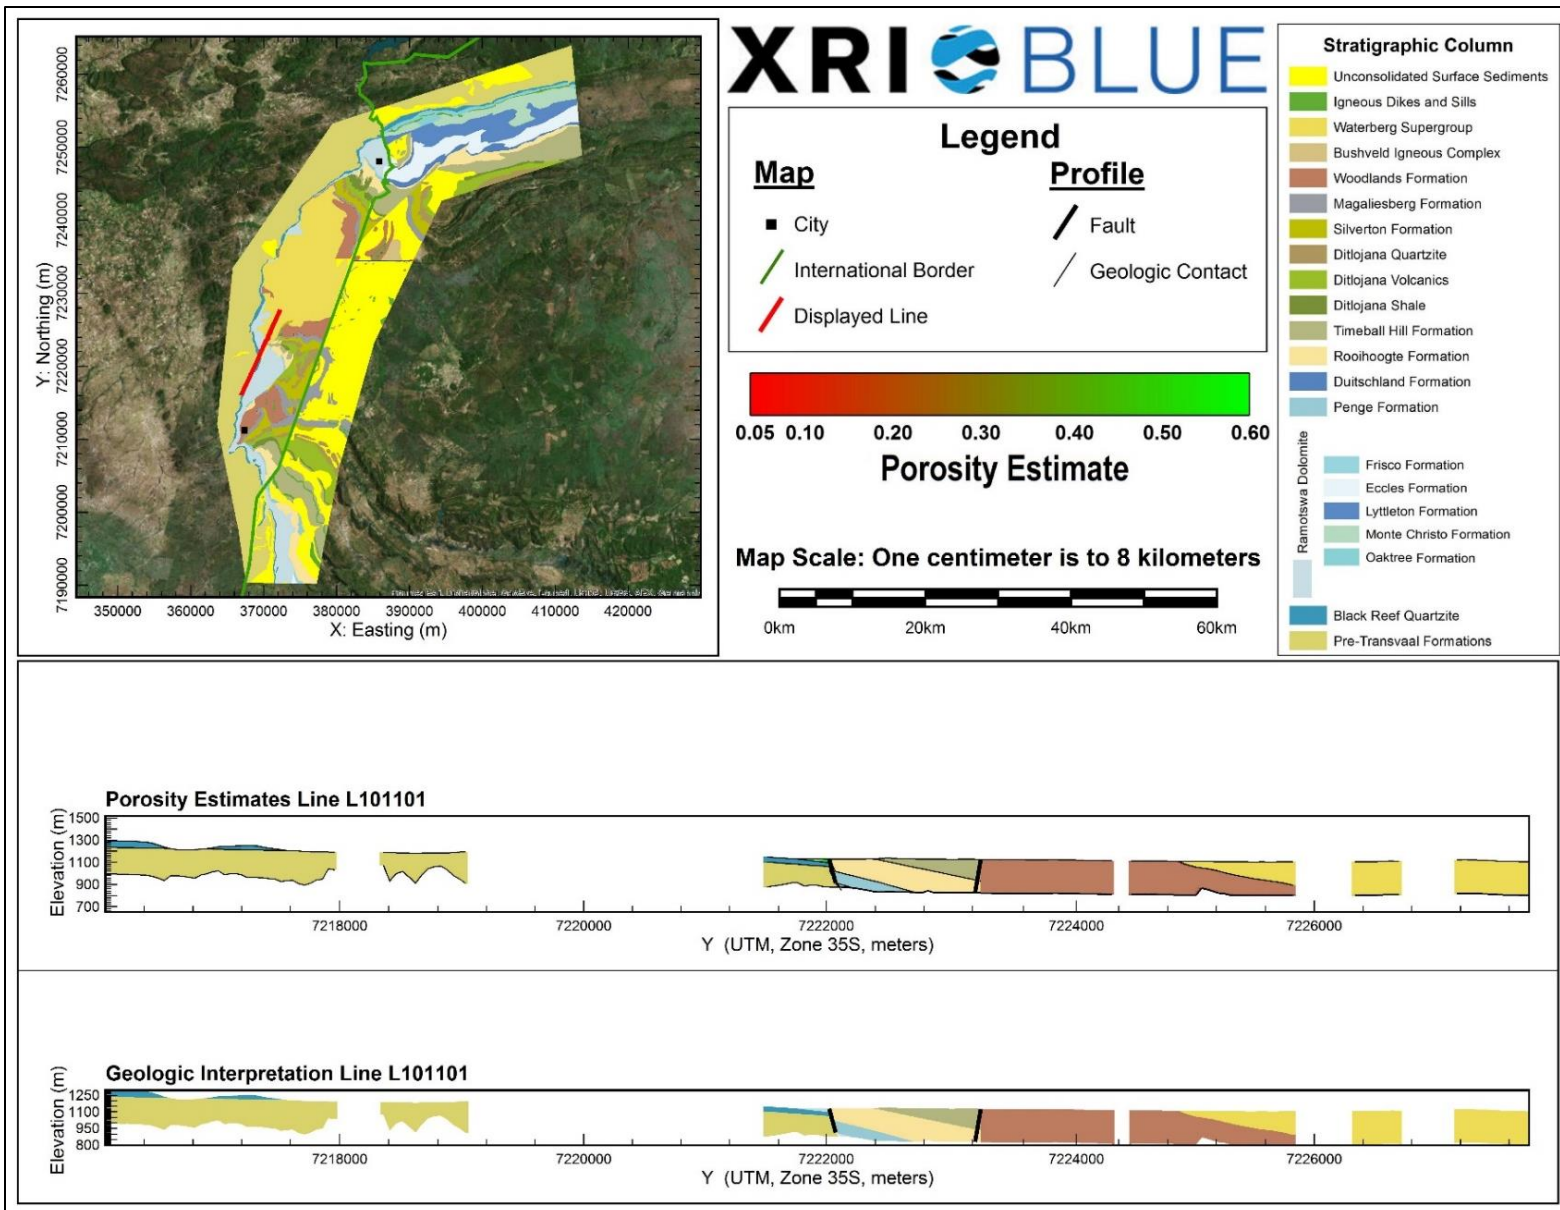 XRI BLUE
Y: Northing (m)
7260000
7250000
7240000
7230000
7220000
7210000
7200000
7190000
350000 360000 370000 380000 390000 400000 410000 420000
X: Easting (m)
Legend
Map
City
International Border
Displayed Line
Profile
Fault
Geologic Contact
0.05 0.10 0.20 0.30 0.40 0.50 0.60
Porosity Estimate
Map Scale: One centimeter is to 8 kilometers
0km 20km 40km 60km
Stratigraphic Column
Unconsolidated Surface Sediments
Igneous Dikes and Sills
Waterberg Supergroup
Bushveld Igneous Complex
Woodlands Formation
Magaliesberg Formation
Silverton Formation
Ditlojana Quartzite
Ditlojana Volcanics
Ditlojana Shale
Timeball Hill Formation
Rooihoogte Formation
Duitschland Formation
Penge Formation
Ramotswa Dolomite
Frisco Formation
Eccles Formation
Lyttleton Formation
Monte Christo Formation
Oaktree Formation
Black Reef Quartzite
Pre-Transvaal Formations
Porosity Estimates Line L101101
Elevation (m)
1500
1300
1100
900
700
7218000 7220000 7222000 7224000 7226000
Y (UTM, Zone 35S, meters)
Geologic Interpretation Line L101101
Elevation (m)
1250
1100
950
800
7218000 7220000 7222000 7224000 7226000
Y (UTM, Zone 35S, meters)